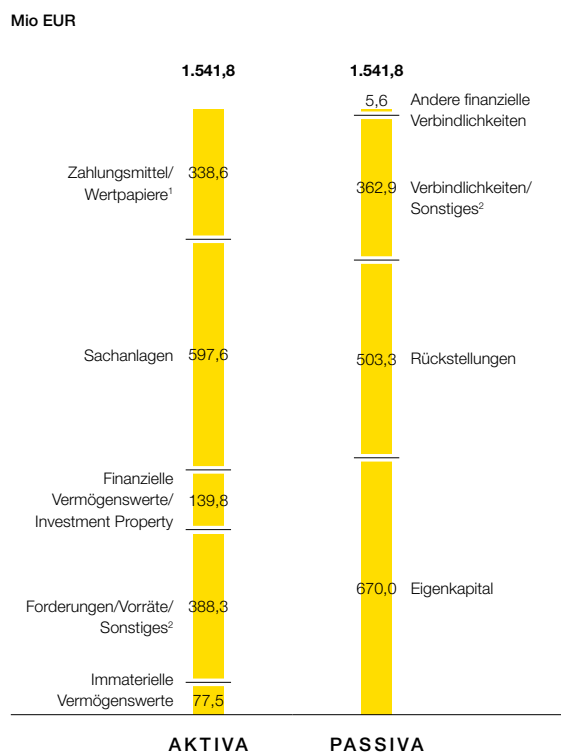 Mio EUR
1.541,8
1.541,8
5,6
Andere finanzielle
Verbindlichkeiten
Zahlungsmittel/
Wertpapiere¹
338,6
362,9
Verbindlichkeiten/
Sonstiges²
Sachanlagen
597,6
503,3
Rückstellungen
Finanzielle
Vermögenswerte/
Investment Property
139,8
Forderungen/Vorräte/
Sonstiges²
388,3
670,0
Eigenkapital
Immaterielle
Vermögenswerte
77,5
AKTIVA
PASSIVA